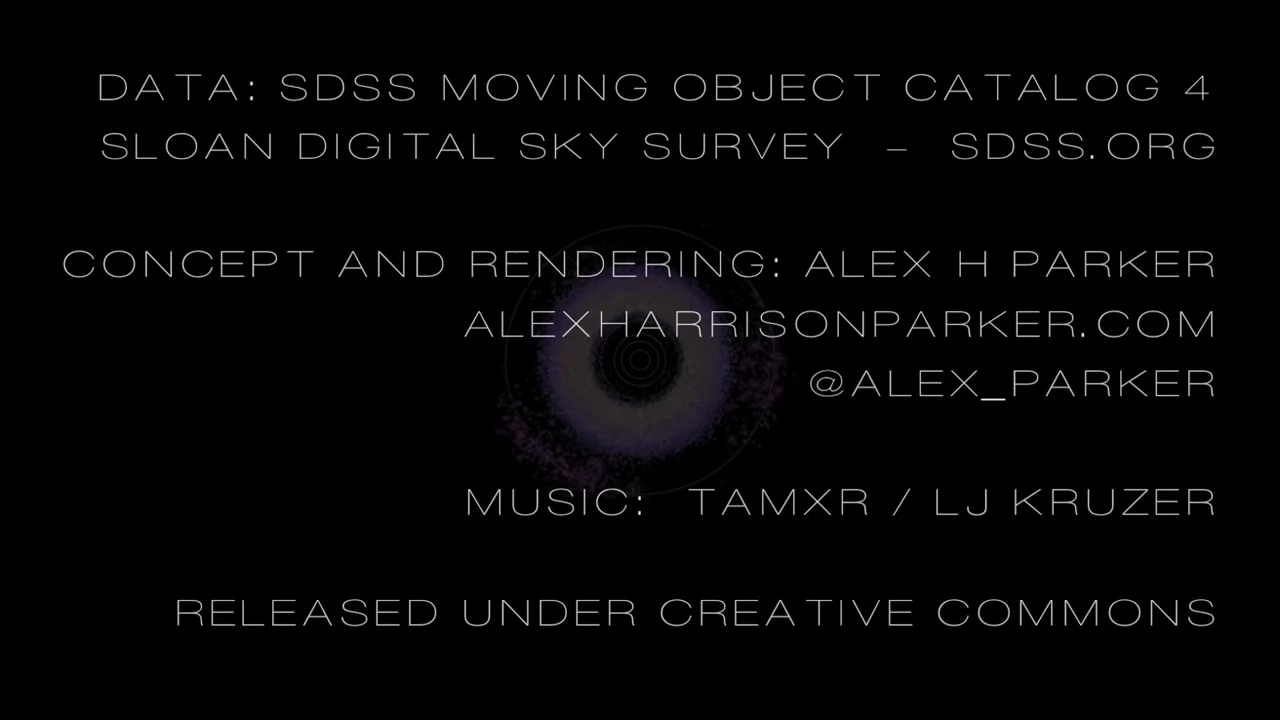 DATA: SDSS MOVING OBJECT CATALOG 4
SLOAN DIGITAL SKY SURVEY – SDSS.ORG
CONCEPT AND RENDERING: ALEX H PARKER
ALEXHARRISONPARKER.COM
@ALEX_PARKER
MUSIC: TAMXR / LJ KRUZER
RELEASED UNDER CREATIVE COMMONS